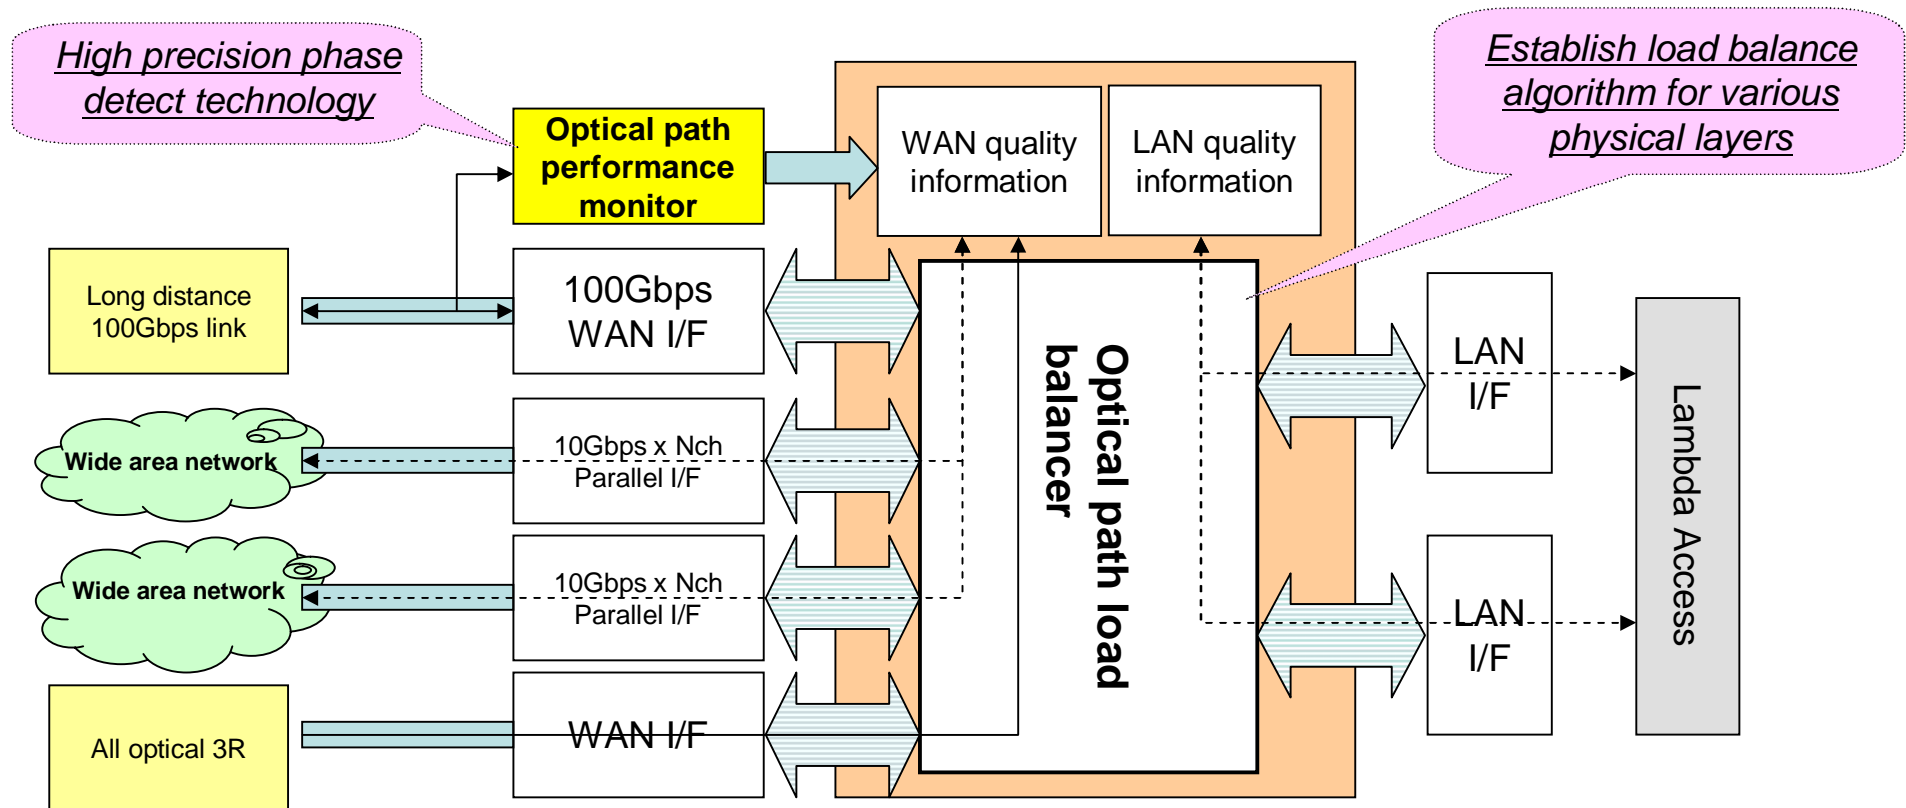 High precision phase
detect technology
Establish load balance
algorithm for various
physical layers
Optical path
performance
monitor
WAN quality
information
LAN quality
information
Long distance
100Gbps link
100Gbps
WAN I/F
Wide area network
10Gbps x Nch
Parallel I/F
Wide area network
10Gbps x Nch
Parallel I/F
All optical 3R
WAN I/F
Optical path load
balancer
LAN
I/F
LAN
I/F
Lambda Access